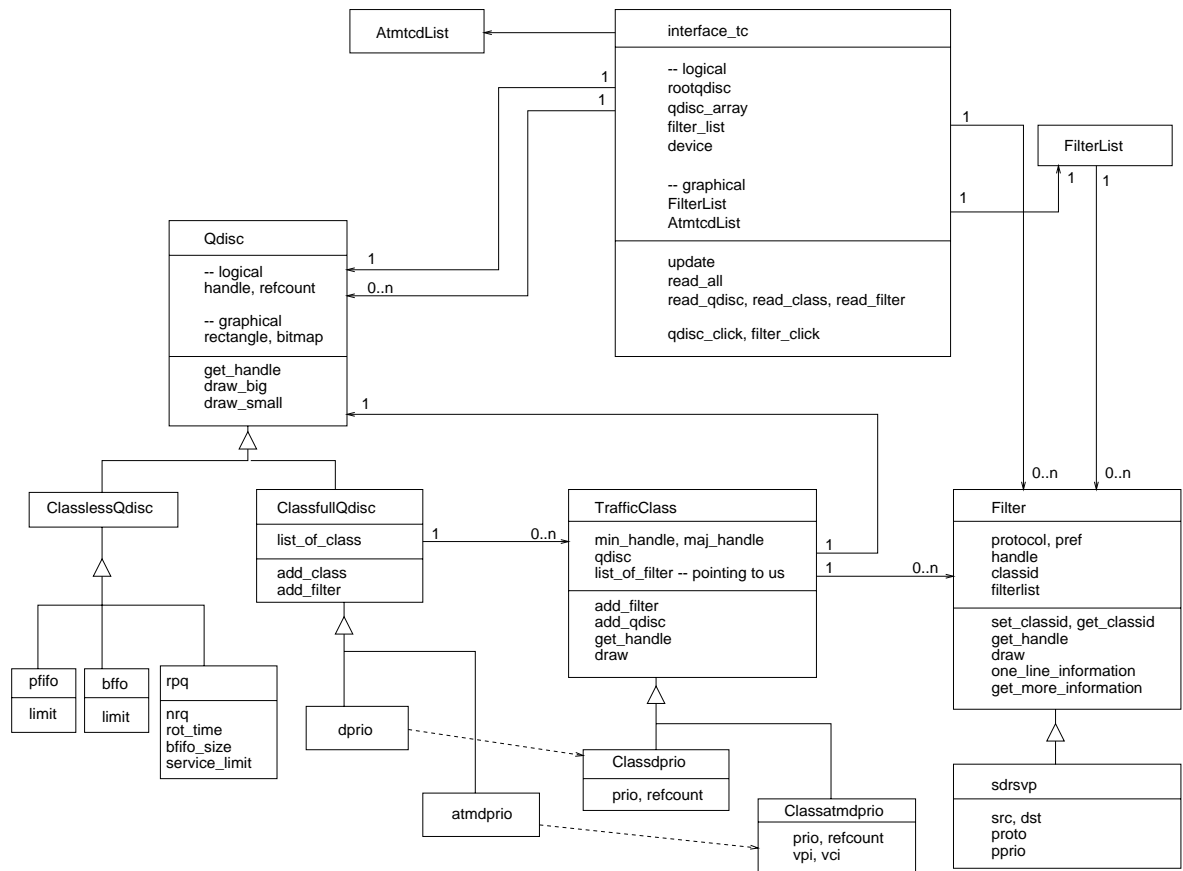 AtmtcdList
interface_tc
-- logical
rootqdisc
qdisc_array
filter_list
device
-- graphical
FilterList
AtmtcdList
update
read_all
read_qdisc, read_class, read_filter
qdisc_click, filter_click
1
1
1
1
FilterList
1
1
Qdisc
-- logical
handle, refcount
-- graphical
rectangle, bitmap
get_handle
draw_big
draw_small
1
0..n
1
0..n
0..n
ClasslessQdisc
ClassfullQdisc
list_of_class
add_class
add_filter
1
0..n
TrafficClass
min_handle, maj_handle
qdisc
list_of_filter -- pointing to us
add_filter
add_qdisc
get_handle
draw
1
1
0..n
Filter
protocol, pref
handle
classid
filterlist
set_classid, get_classid
get_handle
draw
one_line_information
get_more_information
pfifo
limit
bffo
limit
rpq
nrq
rot_time
bfifo_size
service_limit
dprio
atmdprio
Classdprio
prio, refcount
Classatmdprio
prio, refcount
vpi, vci
sdrsvp
src, dst
proto
pprio